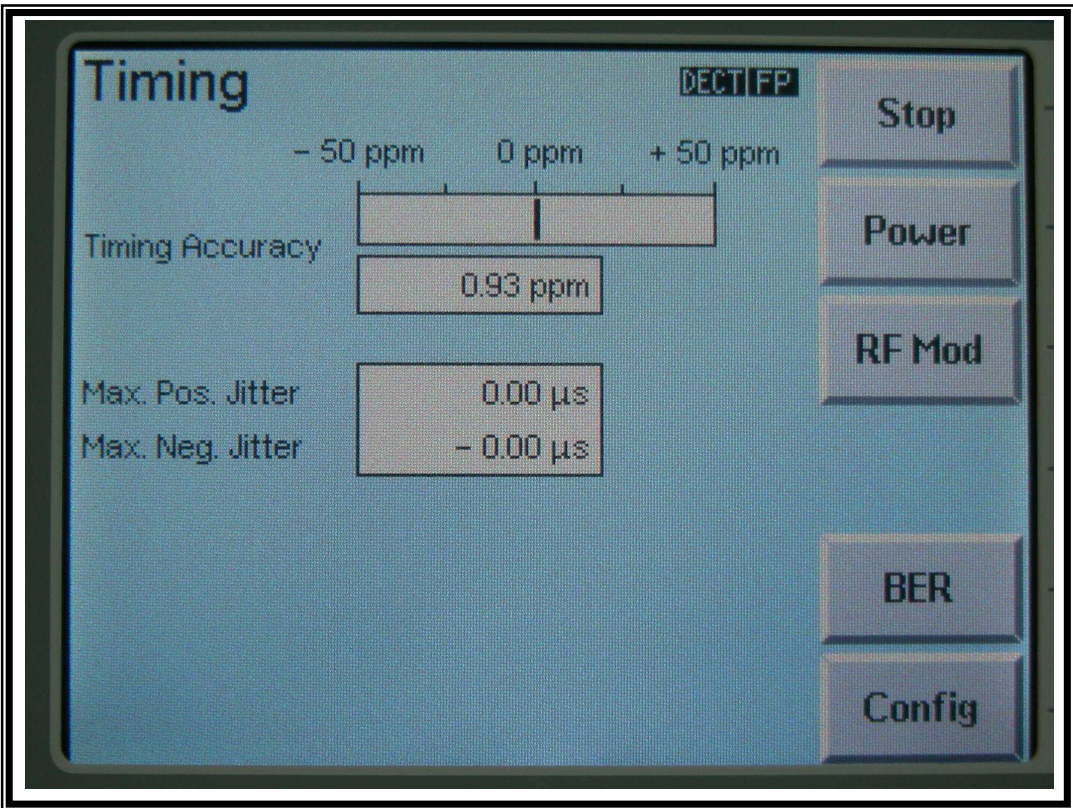 Timing
DECT FP
Stop
– 50 ppm 0 ppm + 50 ppm
Power
Timing Accuracy
0.93 ppm
RF Mod
Max. Pos. Jitter 0.00 µs
Max. Neg. Jitter – 0.00 µs
BER
Config